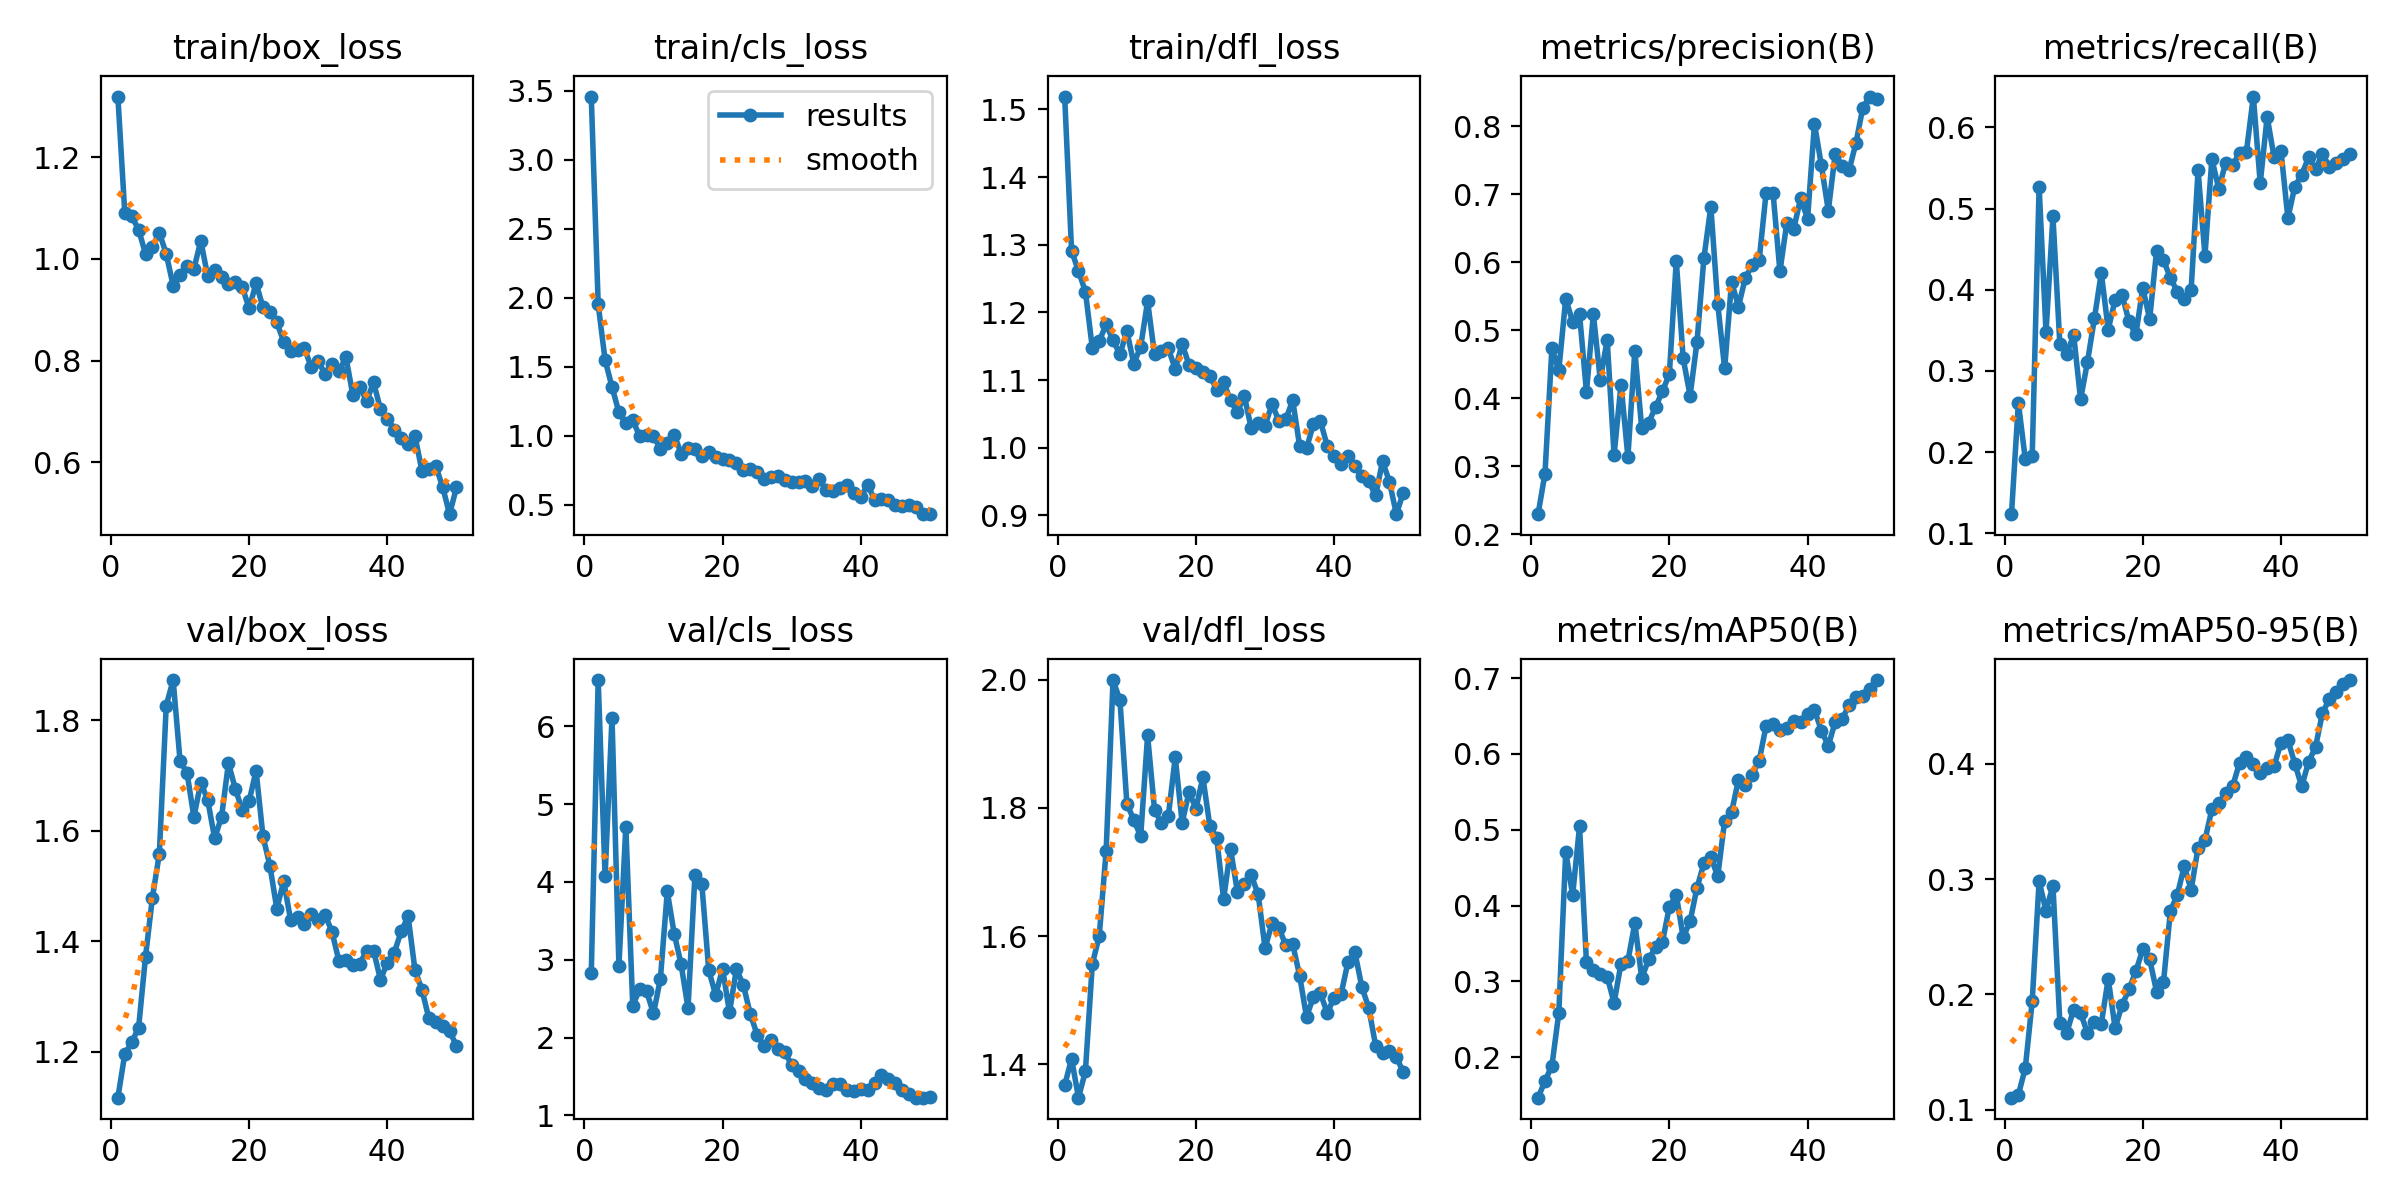 train/box_loss
1.2
1.0
0.8
0.6
0 20 40
train/cls_loss
results
smooth
3.5
3.0
2.5
2.0
1.5
1.0
0.5
0 20 40
train/dfl_loss
1.5
1.4
1.3
1.2
1.1
1.0
0.9
0 20 40
metrics/precision(B)
0.8
0.7
0.6
0.5
0.4
0.3
0.2
0 20 40
metrics/recall(B)
0.6
0.5
0.4
0.3
0.2
0.1
0 20 40
val/box_loss
1.8
1.6
1.4
1.2
0 20 40
val/cls_loss
6
5
4
3
2
1
0 20 40
val/dfl_loss
2.0
1.8
1.6
1.4
0 20 40
metrics/mAP50(B)
0.7
0.6
0.5
0.4
0.3
0.2
0 20 40
metrics/mAP50-95(B)
0.4
0.3
0.2
0.1
0 20 40